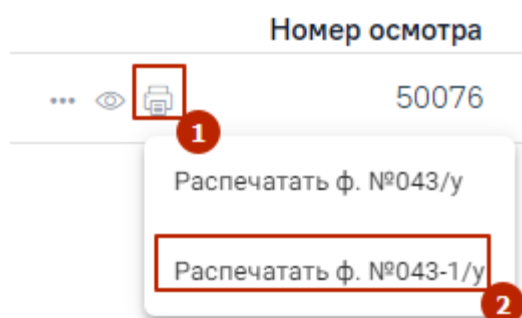 Номер осмотра
... 50076
1
Распечатать ф. №043/у
Распечатать ф. №043-1/у
2